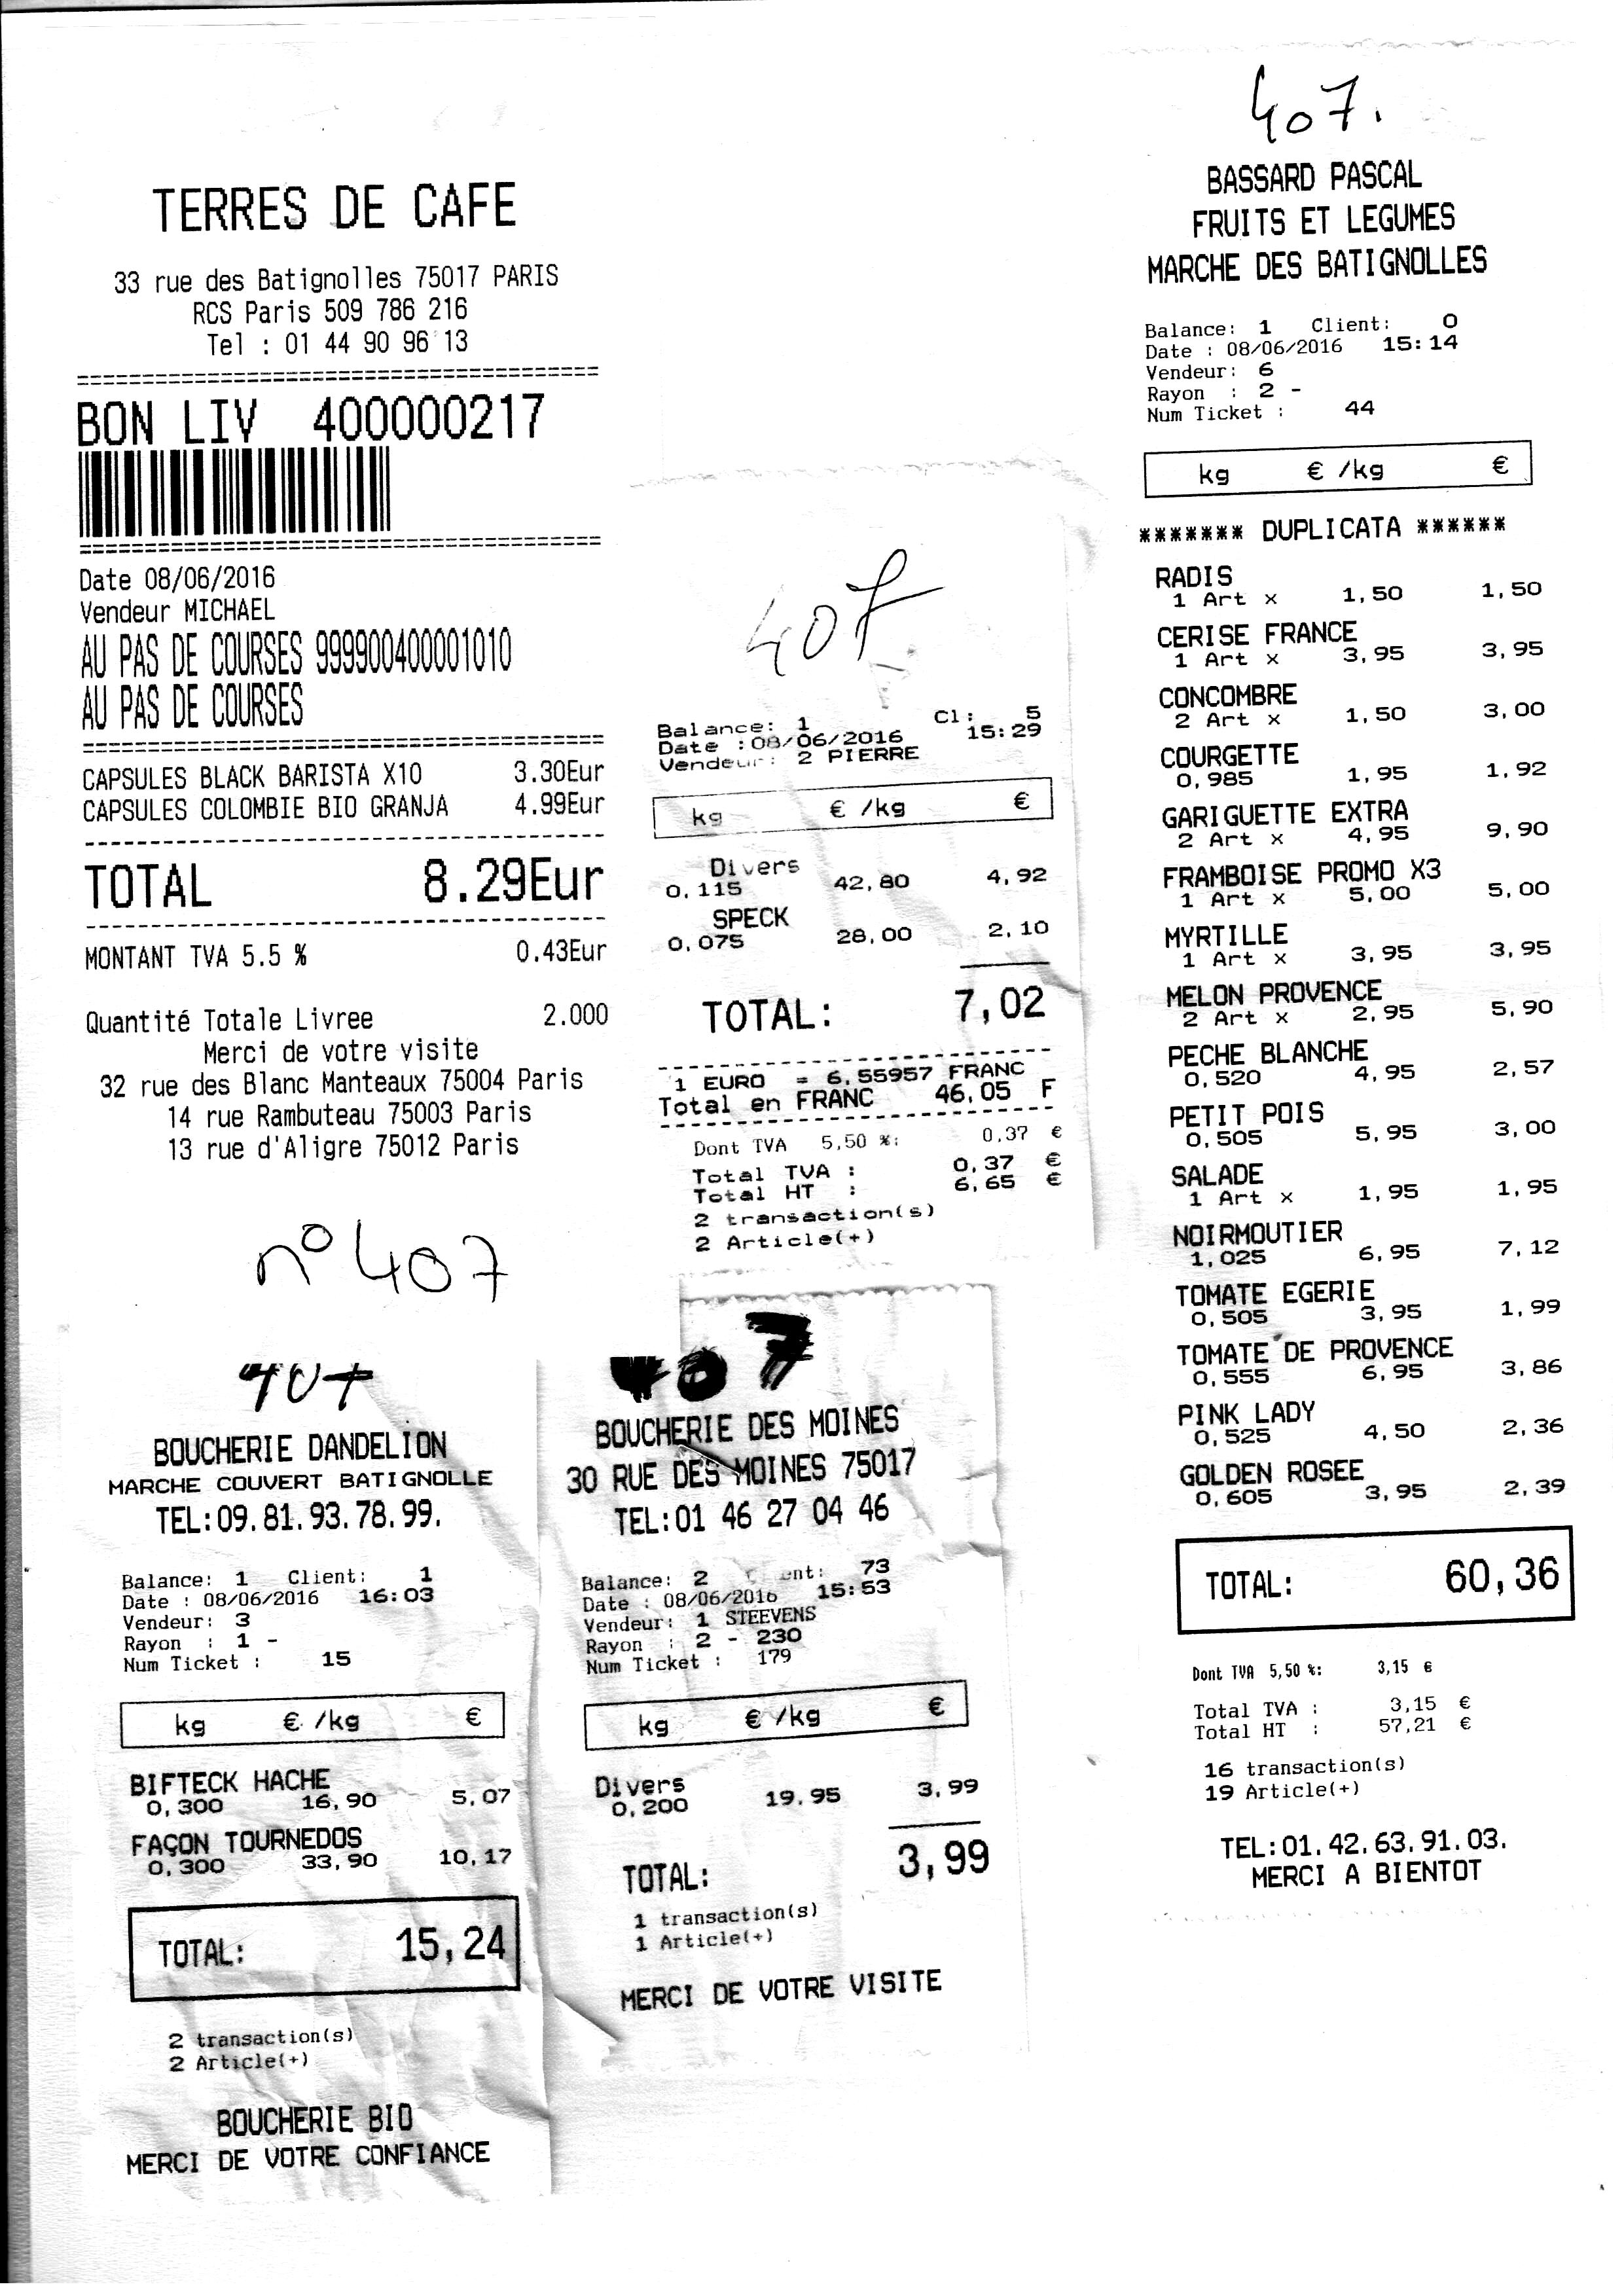 TERRES DE CAFE
33 rue des Batignolles 75017 PARIS
RCS Paris 509 786 216
Tel : 01 44 90 96 13
========================================
BON LIV 400000217
========================================
Date 08/06/2016
Vendeur MICHAEL
AU PAS DE COURSES 999900400001010
AU PAS DE COURSES
========================================
CAPSULES BLACK BARISTA X10 3.30Eur
CAPSULES COLOMBIE BIO GRANJA 4.99Eur
----------------------------------------
TOTAL 8.29Eur
----------------------------------------
MONTANT TVA 5.5 % 0.43Eur
Quantité Totale Livree 2.000
Merci de votre visite
32 rue des Blanc Manteaux 75004 Paris
14 rue Rambuteau 75003 Paris
13 rue d'Aligre 75012 Paris
n° 407
407
Balance: 1 Cl: 5
Date :08/06/2016 15:29
Vendeur: 2 PIERRE
kg € /kg €
Divers
0,115 42,80 4,92
SPECK
0,075 28,00 2,10
TOTAL: 7,02
1 EURO = 6,55957 FRANC
Total en FRANC 46,05 F
Dont TVA 5,50 %: 0,37 €
Total TVA : 0,37 €
Total HT : 6,65 €
2 transaction(s)
2 Article(+)
407
BOUCHERIE DANDELION
MARCHE COUVERT BATIGNOLLE
TEL:09.81.93.78.99.
Balance: 1 Client: 1
Date : 08/06/2016 16:03
Vendeur: 3
Rayon : 1 -
Num Ticket : 15
kg € /kg €
BIFTECK HACHE
0,300 16,90 5,07
FAÇON TOURNEDOS
0,300 33,90 10,17
TOTAL: 15,24
2 transaction(s)
2 Article(+)
BOUCHERIE BIO
MERCI DE VOTRE CONFIANCE
407
BOUCHERIE DES MOINES
30 RUE DES MOINES 75017
TEL:01 46 27 04 46
Balance: 2 ent: 73
Date : 08/06/2016 15:53
Vendeur: 1 STEEVENS
Rayon : 2 - 230
Num Ticket : 179
kg € /kg €
Divers
0,200 19.95 3,99
TOTAL: 3,99
1 transaction(s)
1 Article(+)
MERCI DE VOTRE VISITE
407.
BASSARD PASCAL
FRUITS ET LEGUMES
MARCHE DES BATIGNOLLES
Balance: 1 Client: 0
Date : 08/06/2016 15:14
Vendeur: 6
Rayon : 2 -
Num Ticket : 44
kg € /kg €
******* DUPLICATA ******
RADIS
1 Art x 1,50 1,50
CERISE FRANCE
1 Art x 3,95 3,95
CONCOMBRE
2 Art x 1,50 3,00
COURGETTE
0,985 1,95 1,92
GARIGUETTE EXTRA
2 Art x 4,95 9,90
FRAMBOISE PROMO X3
1 Art x 5,00 5,00
MYRTILLE
1 Art x 3,95 3,95
MELON PROVENCE
2 Art x 2,95 5,90
PECHE BLANCHE
0,520 4,95 2,57
PETIT POIS
0,505 5,95 3,00
SALADE
1 Art x 1,95 1,95
NOIRMOUTIER
1,025 6,95 7,12
TOMATE EGERIE
0,505 3,95 1,99
TOMATE DE PROVENCE
0,555 6,95 3,86
PINK LADY
0,525 4,50 2,36
GOLDEN ROSEE
0,605 3,95 2,39
TOTAL: 60,36
Dont TVA 5,50 %: 3,15 €
Total TVA : 3,15 €
Total HT : 57,21 €
16 transaction(s)
19 Article(+)
TEL:01.42.63.91.03.
MERCI A BIENTOT